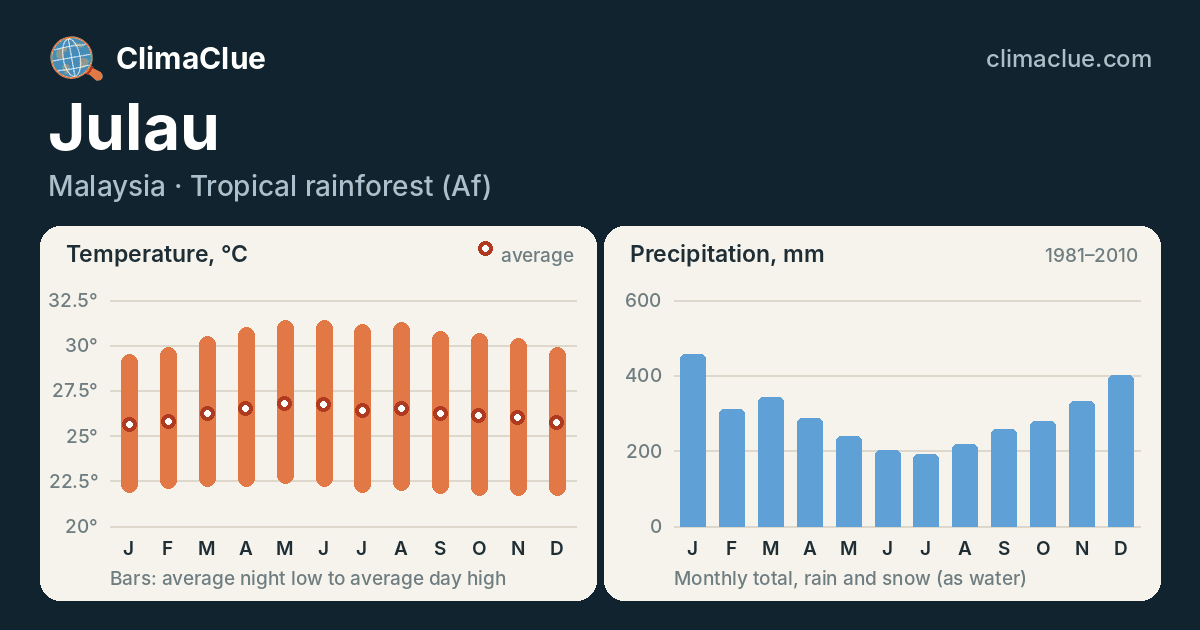 ClimaClue
climaclue.com
Julau
Malaysia · Tropical rainforest (Af)
Temperature, °C
average
32.5°
30°
27.5°
25°
22.5°
20°
J F M A M J J A S O N D
Bars: average night low to average day high
Precipitation, mm
1981–2010
600
400
200
0
J F M A M J J A S O N D
Monthly total, rain and snow (as water)